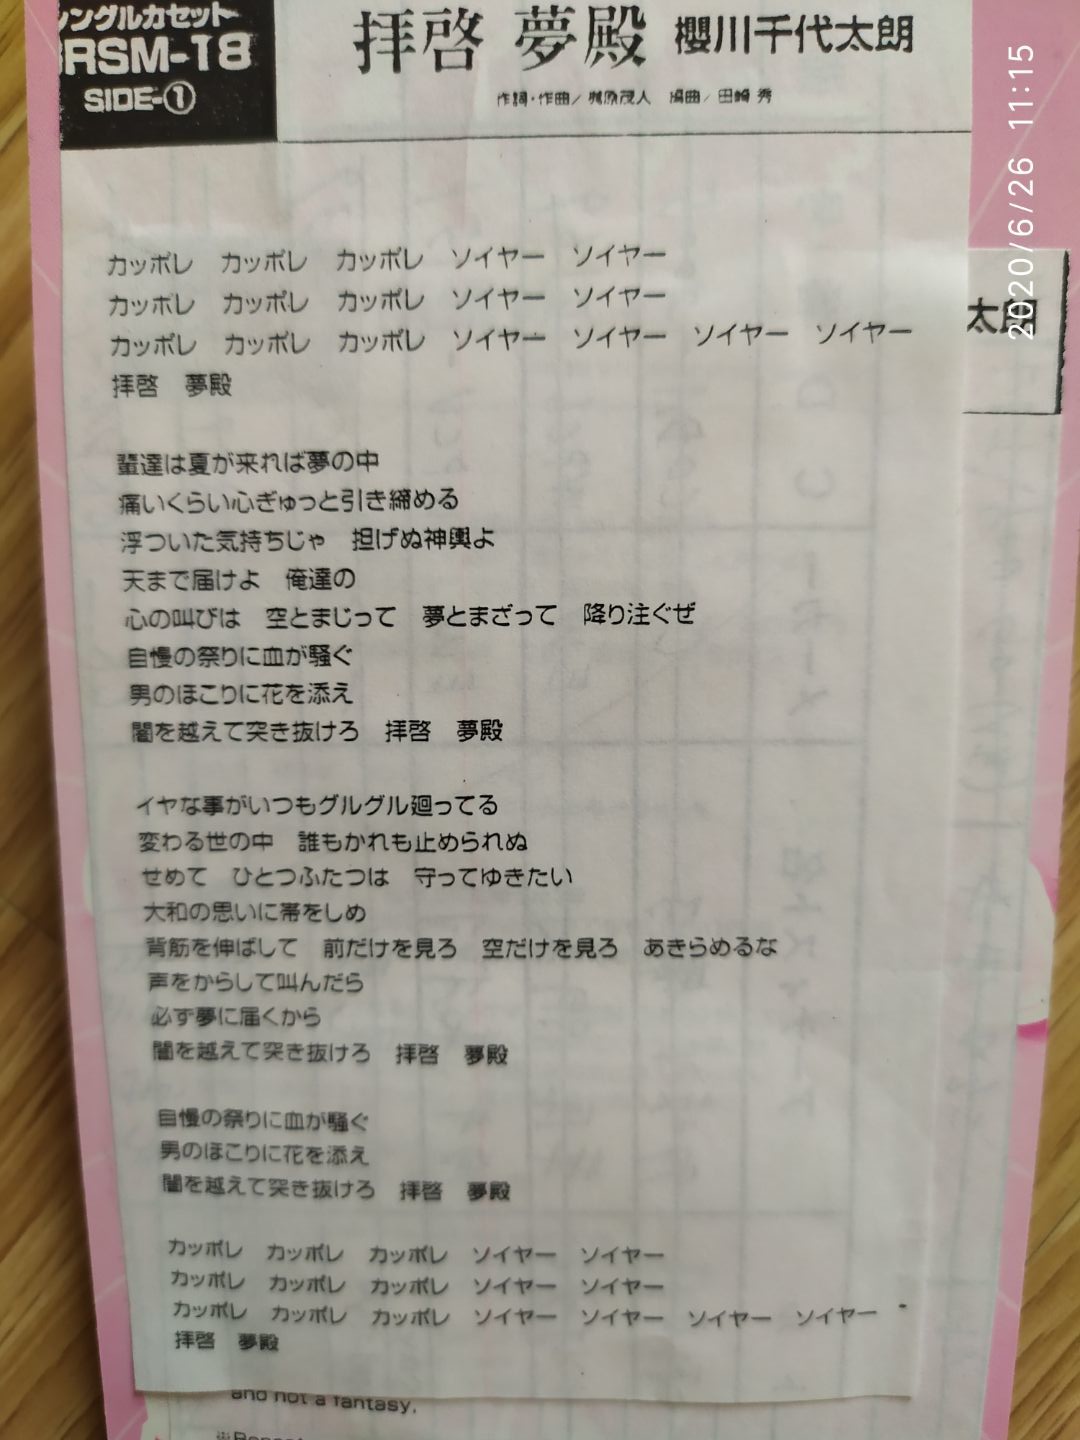 シングルカセット
RSM-18
SIDE-①
拝啓 夢殿 櫻川千代太朗
作詞・作曲/梶原茂人 編曲/田崎 秀
2020/6/26 11:15
太朗
カッポレ カッポレ カッポレ ソイヤー ソイヤー
カッポレ カッポレ カッポレ ソイヤー ソイヤー
カッポレ カッポレ カッポレ ソイヤー ソイヤー ソイヤー ソイヤー
拝啓 夢殿
輩達は夏が来れば夢の中
痛いくらい心ぎゅっと引き締める
浮ついた気持ちじゃ 担げぬ神輿よ
天まで届けよ 俺達の
心の叫びは 空とまじって 夢とまざって 降り注ぐぜ
自慢の祭りに血が騒ぐ
男のほこりに花を添え
闇を越えて突き抜けろ 拝啓 夢殿
イヤな事がいつもグルグル廻ってる
変わる世の中 誰もかれも止められぬ
せめて ひとつふたつは 守ってゆきたい
大和の思いに帯をしめ
背筋を伸ばして 前だけを見ろ 空だけを見ろ あきらめるな
声をからして叫んだら
必ず夢に届くから
闇を越えて突き抜けろ 拝啓 夢殿
自慢の祭りに血が騒ぐ
男のほこりに花を添え
闇を越えて突き抜けろ 拝啓 夢殿
カッポレ カッポレ カッポレ ソイヤー ソイヤー
カッポレ カッポレ カッポレ ソイヤー ソイヤー
カッポレ カッポレ カッポレ ソイヤー ソイヤー ソイヤー ソイヤー
拝啓 夢殿
and not a fantasy,